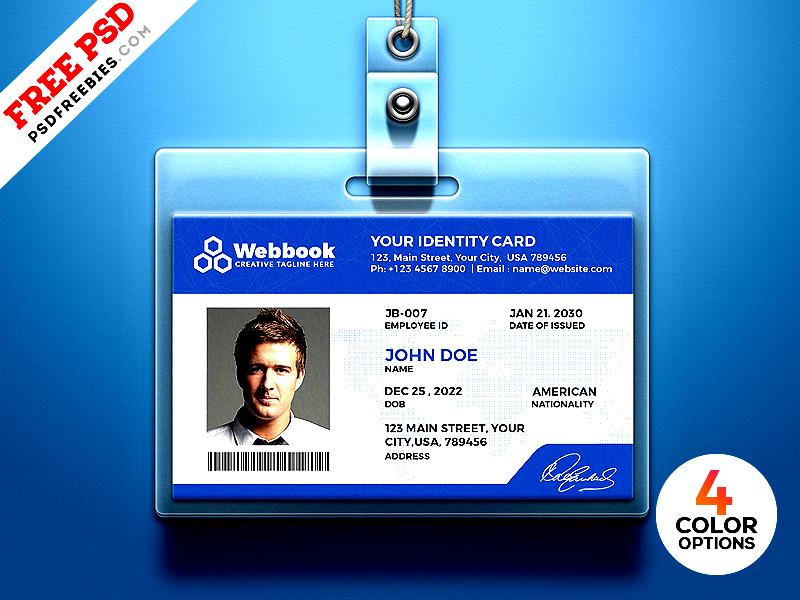 FREE PSD
PSDFREEBIES.COM
Webbook
CREATIVE TAGLINE HERE
YOUR IDENTITY CARD
123, Main Street, Your City, USA 789456
Ph: +123 4567 8900 | Email : name@website.com
JB-007
EMPLOYEE ID
JAN 21. 2030
DATE OF ISSUED
JOHN DOE
NAME
DEC 25 , 2022
DOB
AMERICAN
NATIONALITY
123 MAIN STREET, YOUR
CITY,USA, 789456
ADDRESS
4
COLOR
OPTIONS